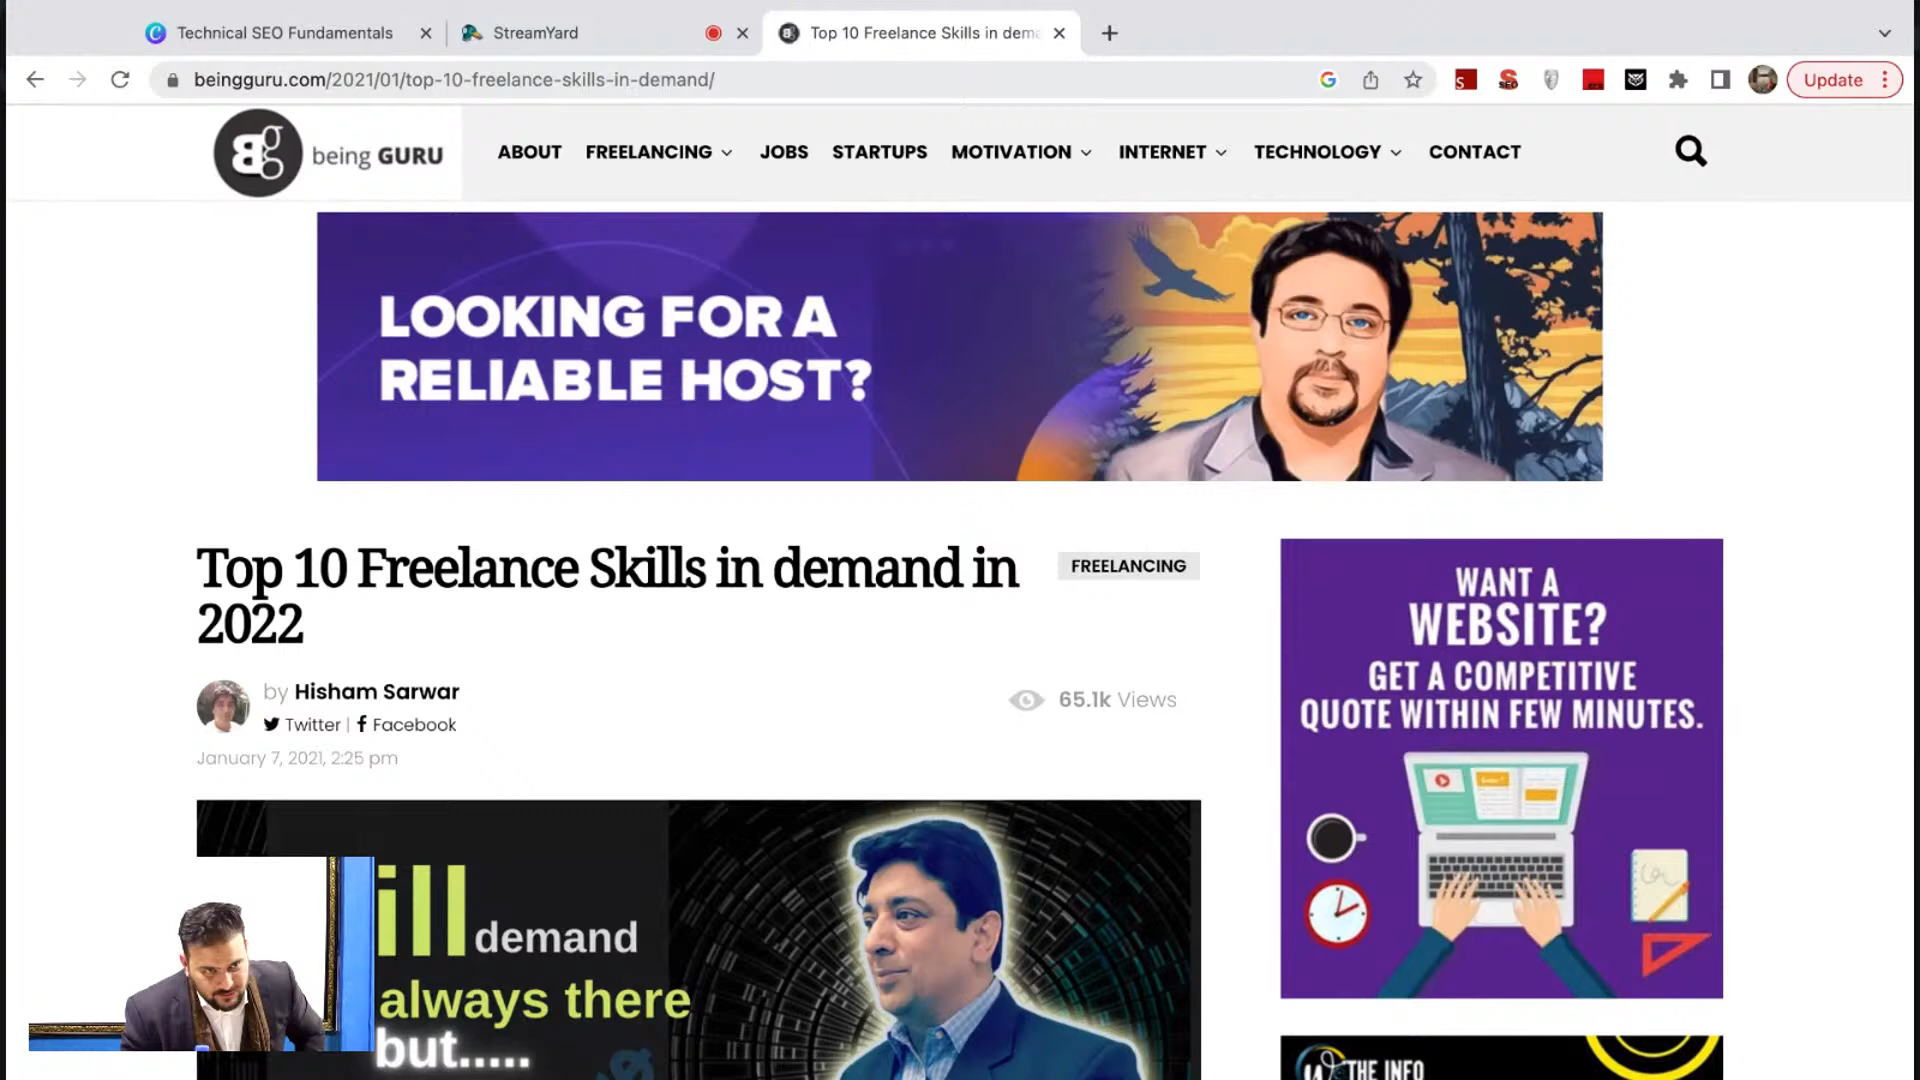 Technical SEO Fundamentals
StreamYard
Top 10 Freelance Skills in dema
beingguru.com/2021/01/top-10-freelance-skills-in-demand/
SEO
Update
being GURU
ABOUT
FREELANCING
JOBS
STARTUPS
MOTIVATION
INTERNET
TECHNOLOGY
CONTACT
LOOKING FOR A
RELIABLE HOST?
Top 10 Freelance Skills in demand in
2022
FREELANCING
by Hisham Sarwar
Twitter | Facebook
65.1k Views
January 7, 2021, 2:25 pm
ill demand
always there
but.....
WANT A
WEBSITE?
GET A COMPETITIVE
QUOTE WITHIN FEW MINUTES.
THE INFO